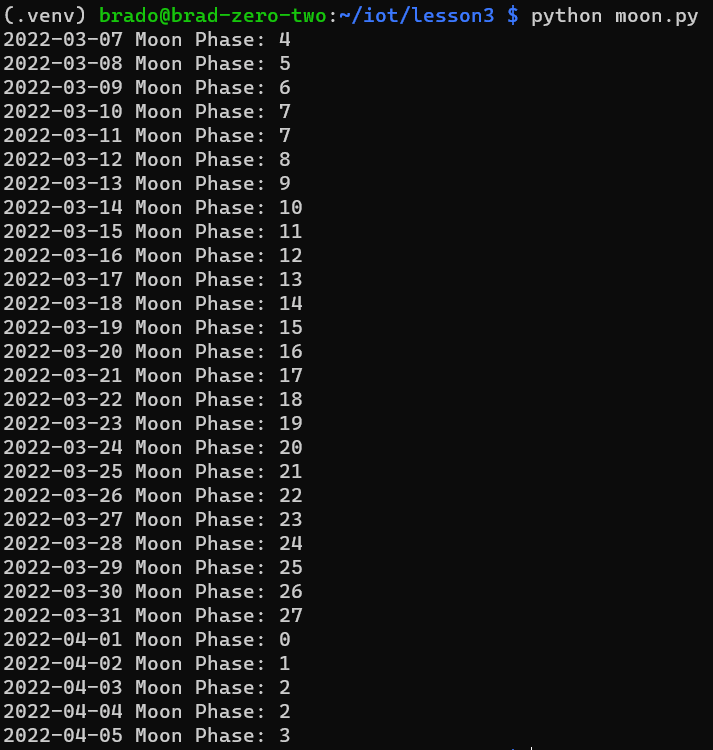 (.venv) brado@brad-zero-two:~/iot/lesson3 $ python moon.py
2022-03-07 Moon Phase: 4
2022-03-08 Moon Phase: 5
2022-03-09 Moon Phase: 6
2022-03-10 Moon Phase: 7
2022-03-11 Moon Phase: 7
2022-03-12 Moon Phase: 8
2022-03-13 Moon Phase: 9
2022-03-14 Moon Phase: 10
2022-03-15 Moon Phase: 11
2022-03-16 Moon Phase: 12
2022-03-17 Moon Phase: 13
2022-03-18 Moon Phase: 14
2022-03-19 Moon Phase: 15
2022-03-20 Moon Phase: 16
2022-03-21 Moon Phase: 17
2022-03-22 Moon Phase: 18
2022-03-23 Moon Phase: 19
2022-03-24 Moon Phase: 20
2022-03-25 Moon Phase: 21
2022-03-26 Moon Phase: 22
2022-03-27 Moon Phase: 23
2022-03-28 Moon Phase: 24
2022-03-29 Moon Phase: 25
2022-03-30 Moon Phase: 26
2022-03-31 Moon Phase: 27
2022-04-01 Moon Phase: 0
2022-04-02 Moon Phase: 1
2022-04-03 Moon Phase: 2
2022-04-04 Moon Phase: 2
2022-04-05 Moon Phase: 3